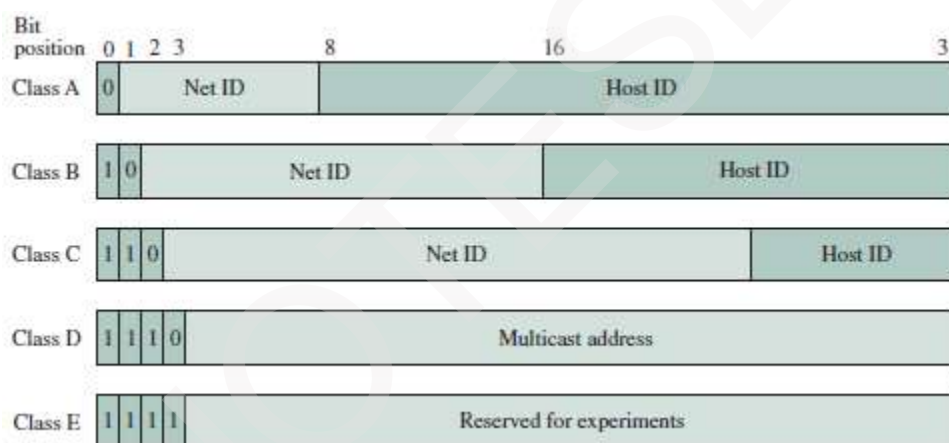 Bit
position 0 1 2 3 8 16 3
Class A 0 Net ID Host ID
Class B 1 0 Net ID Host ID
Class C 1 1 0 Net ID Host ID
Class D 1 1 1 0 Multicast address
Class E 1 1 1 1 Reserved for experiments